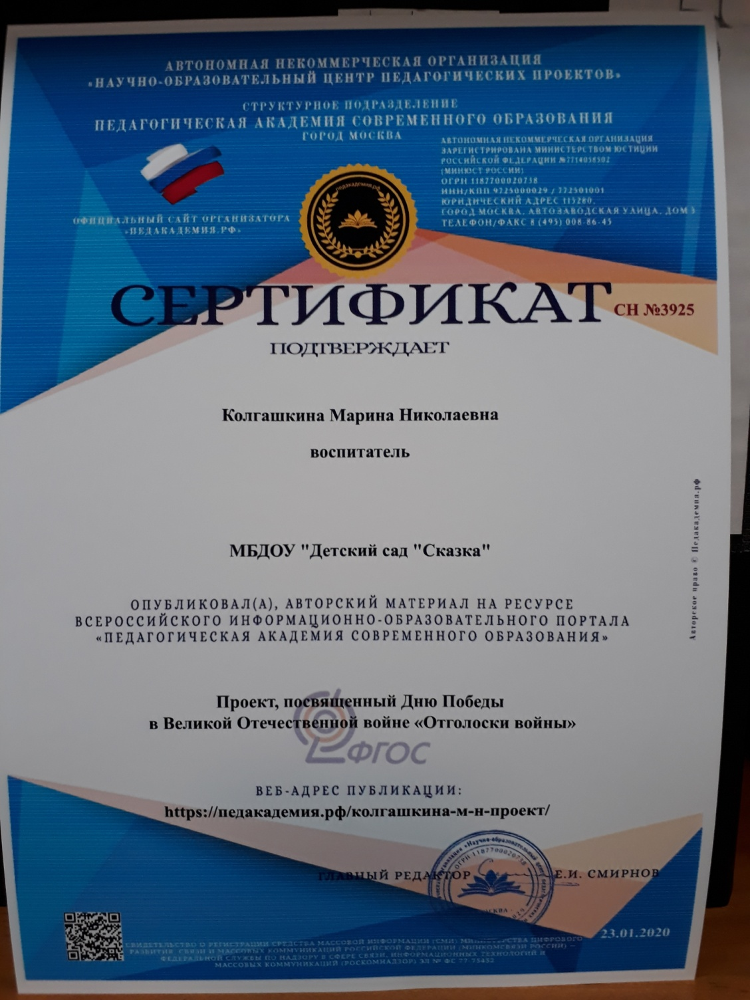 АВТОНОМНАЯ НЕКОММЕРЧЕСКАЯ ОРГАНИЗАЦИЯ
«НАУЧНО-ОБРАЗОВАТЕЛЬНЫЙ ЦЕНТР ПЕДАГОГИЧЕСКИХ ПРОЕКТОВ»
СТРУКТУРНОЕ ПОДРАЗДЕЛЕНИЕ
ПЕДАГОГИЧЕСКАЯ АКАДЕМИЯ СОВРЕМЕННОГО ОБРАЗОВАНИЯ
ГОРОД МОСКВА
АВТОНОМНАЯ НЕКОММЕРЧЕСКАЯ ОРГАНИЗАЦИЯ
ЗАРЕГИСТРИРОВАНА МИНИСТЕРСТВОМ ЮСТИЦИИ
РОССИЙСКОЙ ФЕДЕРАЦИИ №7714058502
(МИНЮСТ РОССИИ)
ОГРН 1187700020738
ИНН/КПП 9725000029 / 772501001
ЮРИДИЧЕСКИЙ АДРЕС 115280,
ГОРОД МОСКВА, АВТОЗАВОДСКАЯ УЛИЦА, ДОМ 3
ТЕЛЕФОН/ФАКС 8 (495) 008-86-45
ОФИЦИАЛЬНЫЙ САЙТ ОРГАНИЗАТОРА
«ПЕДАКАДЕМИЯ.РФ»
педакадемия.рф
СЕРТИФИКАТ
СН №3925
ПОДТВЕРЖДАЕТ
Колгашкина Марина Николаевна
воспитатель
МБДОУ "Детский сад "Сказка"
ОПУБЛИКОВАЛ(А), АВТОРСКИЙ МАТЕРИАЛ НА РЕСУРСЕ
ВСЕРОССИЙСКОГО ИНФОРМАЦИОННО-ОБРАЗОВАТЕЛЬНОГО ПОРТАЛА
«ПЕДАГОГИЧЕСКАЯ АКАДЕМИЯ СОВРЕМЕННОГО ОБРАЗОВАНИЯ»
Авторское право © Педакадемия.рф
Проект, посвященный Дню Победы
в Великой Отечественной войне «Отголоски войны»
ФГОС
ВЕБ-АДРЕС ПУБЛИКАЦИИ:
https://педакадемия.рф/колгашкина-м-н-проект/
ГЛАВНЫЙ РЕДАКТОР
Е.И. СМИРНОВ
«Научно-образовательный центр
ОГРН 1187700020738
23.01.2020
СВИДЕТЕЛЬСТВО О РЕГИСТРАЦИИ СРЕДСТВА МАССОВОЙ ИНФОРМАЦИИ (СМИ) МИНИСТЕРСТВА ЦИФРОВОГО
РАЗВИТИЯ, СВЯЗИ И МАССОВЫХ КОММУНИКАЦИЙ РОССИЙСКОЙ ФЕДЕРАЦИИ (МИНКОМСВЯЗИ РОССИИ) –
ФЕДЕРАЛЬНОЙ СЛУЖБЫ ПО НАДЗОРУ В СФЕРЕ СВЯЗИ, ИНФОРМАЦИОННЫХ ТЕХНОЛОГИЙ И
МАССОВЫХ КОММУНИКАЦИЙ (РОСКОМНАДЗОР) ЭЛ № ФС 77-75452